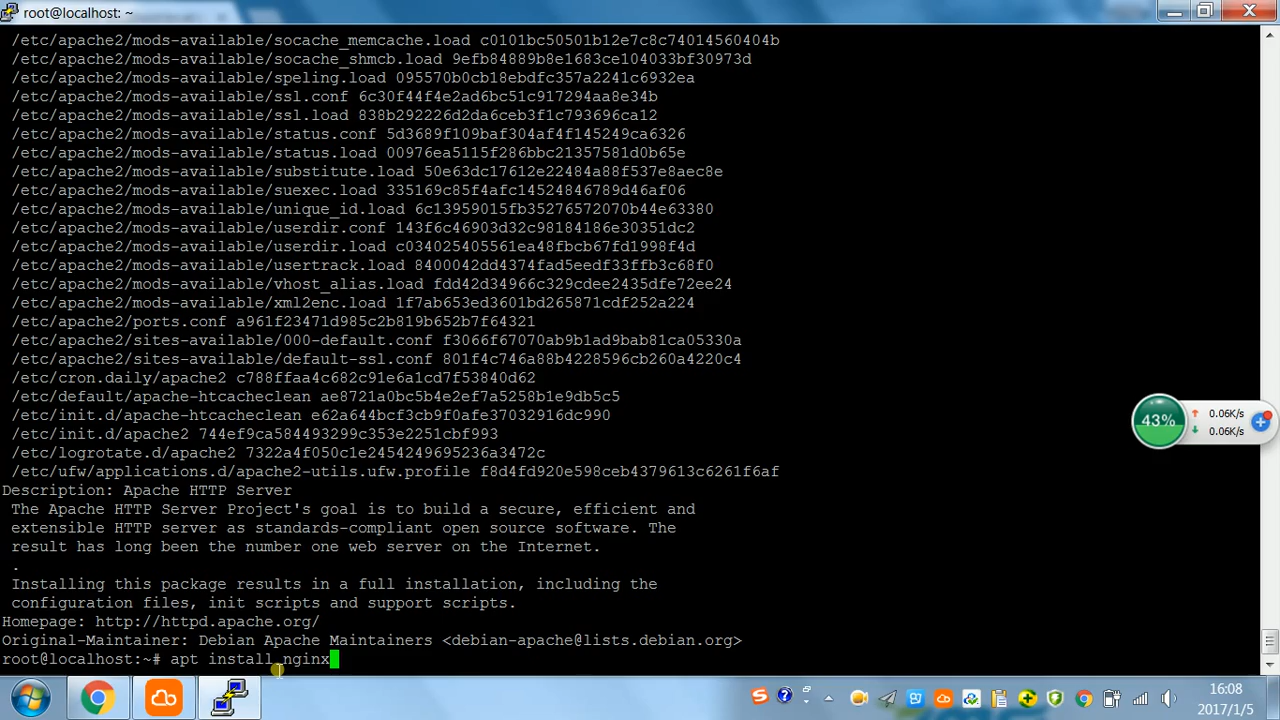 root@localhost: ~
/etc/apache2/mods-available/socache_memcache.load c0101bc50501b12e7c8c74014560404b
/etc/apache2/mods-available/socache_shmcb.load 9efb84889b8e1683ce104033bf30973d
/etc/apache2/mods-available/speling.load 095570b0cb18ebdfc357a2241c6932ea
/etc/apache2/mods-available/ssl.conf 6c30f44f4e2ad6bc51c917294aa8e34b
/etc/apache2/mods-available/ssl.load 838b292226d2da6ceb3f1c793696ca12
/etc/apache2/mods-available/status.conf 5d3689f109baf304af4f145249ca6326
/etc/apache2/mods-available/status.load 00976ea5115f286bbc21357581d0b65e
/etc/apache2/mods-available/substitute.load 50e63dc17612e22484a88f537e8aec8e
/etc/apache2/mods-available/suexec.load 335169c85f4afc14524846789d46af06
/etc/apache2/mods-available/unique_id.load 6c13959015fb35276572070b44e63380
/etc/apache2/mods-available/userdir.conf 143f6c46903d32c98184186e30351dc2
/etc/apache2/mods-available/userdir.load c034025405561ea48fbcb67fd1998f4d
/etc/apache2/mods-available/usertrack.load 8400042dd4374fad5eedf33ffb3c68f0
/etc/apache2/mods-available/vhost_alias.load fdd42d34966c329cdee2435dfe72ee24
/etc/apache2/mods-available/xml2enc.load 1f7ab653ed3601bd265871cdf252a224
/etc/apache2/ports.conf a961f23471d985c2b819b652b7f64321
/etc/apache2/sites-available/000-default.conf f3066f67070ab9b1ad9bab81ca05330a
/etc/apache2/sites-available/default-ssl.conf 801f4c746a88b4228596cb260a4220c4
/etc/cron.daily/apache2 c788ffaa4c682c91e6a1cd7f53840d62
/etc/default/apache-htcacheclean ae8721a0bc5b4e2ef7a5258b1e9db5c5
/etc/init.d/apache-htcacheclean e62a644bcf3cb9f0afe37032916dc990
/etc/init.d/apache2 744ef9ca584493299c353e2251cbf993
/etc/logrotate.d/apache2 7322a4f050c1e2454249695236a3472c
/etc/ufw/applications.d/apache2-utils.ufw.profile f8d4fd920e598ceb4379613c6261f6af
Description: Apache HTTP Server
The Apache HTTP Server Project's goal is to build a secure, efficient and
extensible HTTP server as standards-compliant open source software. The
result has long been the number one web server on the Internet.
.
Installing this package results in a full installation, including the
configuration files, init scripts and support scripts.
Homepage: http://httpd.apache.org/
Original-Maintainer: Debian Apache Maintainers <debian-apache@lists.debian.org>
root@localhost:~# apt install nginx
43%
0.06K/s
0.06K/s
16:08
2017/1/5